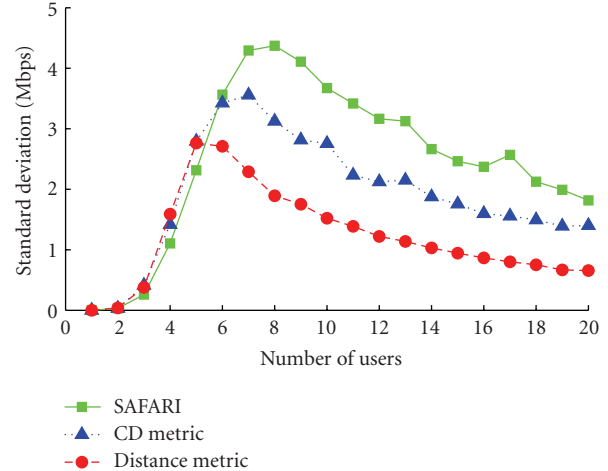 5
4
3
2
1
0
Standard deviation (Mbps)
0 2 4 6 8 10 12 14 16 18 20
Number of users
SAFARI
CD metric
Distance metric